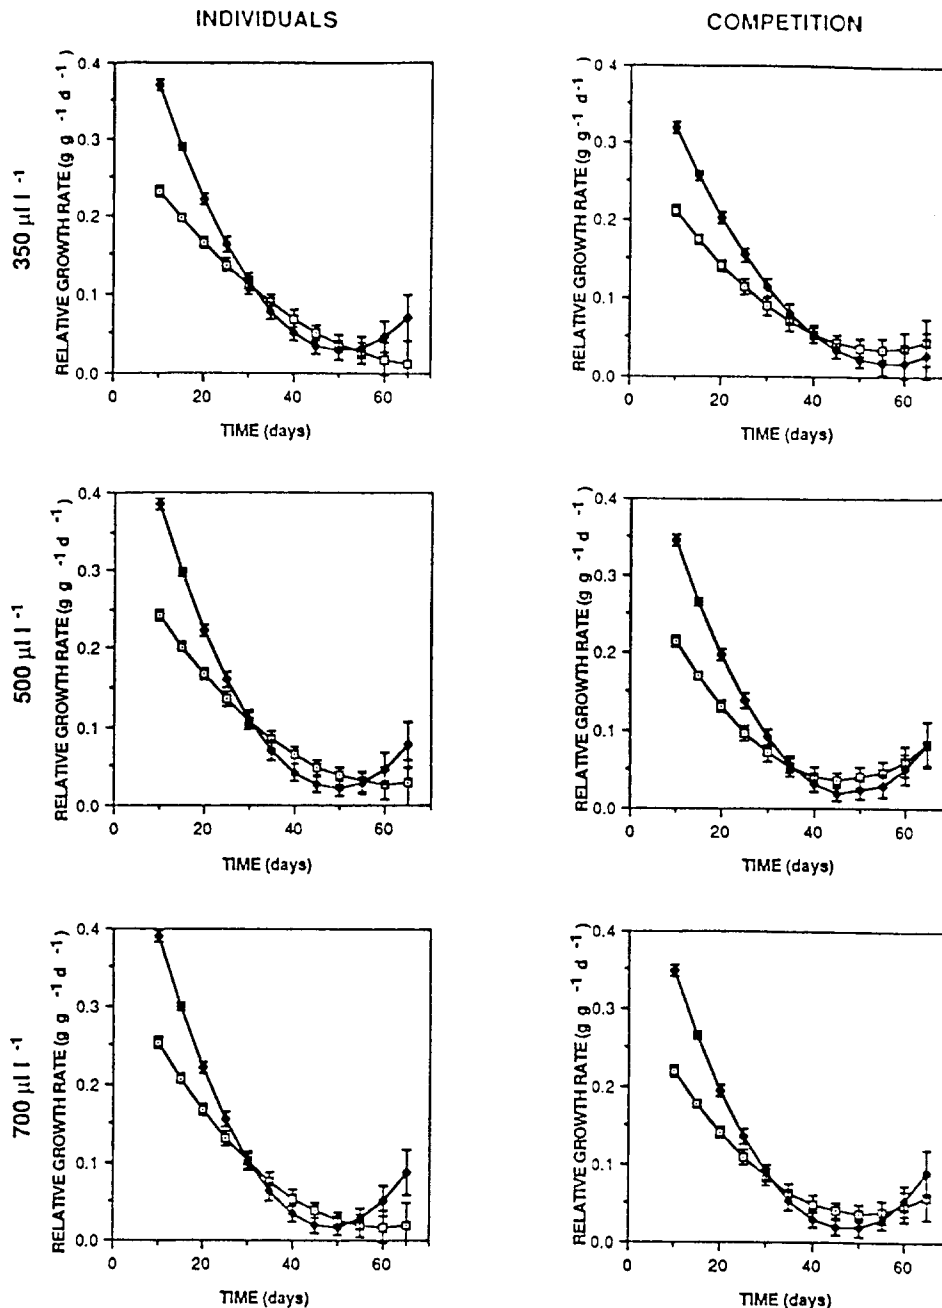 INDIVIDUALS
COMPETITION
350 µl l⁻¹
RELATIVE GROWTH RATE (g g⁻¹ d⁻¹)
0.4
0.3
0.2
0.1
0.0
0 20 40 60
TIME (days)
RELATIVE GROWTH RATE (g g⁻¹ d⁻¹)
0.4
0.3
0.2
0.1
0.0
0 20 40 60
TIME (days)
500 µl l⁻¹
RELATIVE GROWTH RATE (g g⁻¹ d⁻¹)
0.4
0.3
0.2
0.1
0.0
0 20 40 60
TIME (days)
RELATIVE GROWTH RATE (g g⁻¹ d⁻¹)
0.4
0.3
0.2
0.1
0.0
0 20 40 60
TIME (days)
700 µl l⁻¹
RELATIVE GROWTH RATE (g g⁻¹ d⁻¹)
0.4
0.3
0.2
0.1
0.0
0 20 40 60
TIME (days)
RELATIVE GROWTH RATE (g g⁻¹ d⁻¹)
0.4
0.3
0.2
0.1
0.0
0 20 40 60
TIME (days)